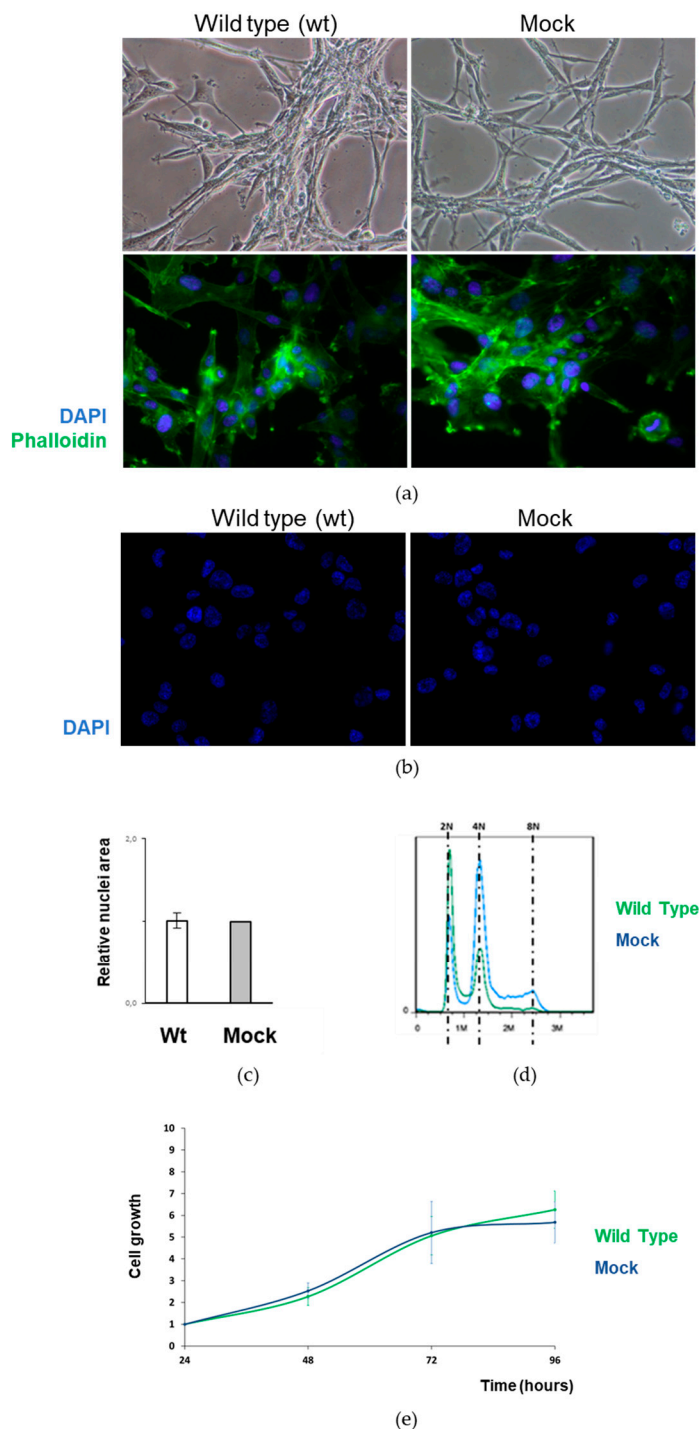 Wild type (wt) Mock
DAPI
Phalloidin
(a)
Wild type (wt) Mock
DAPI
(b)
Relative nuclei area
2,0
1,0
0,0
Wt Mock
(c)
2N 4N 8N
0
0 1M 2M 3M
Wild Type
Mock
(d)
Cell growth
10
9
8
7
6
5
4
3
2
1
0
24 48 72 96
Time (hours)
Wild Type
Mock
(e)